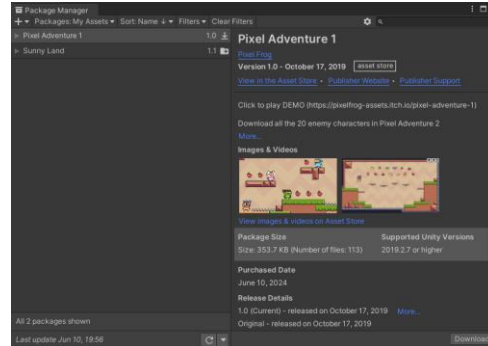 Package Manager
+ Packages: My Assets Sort: Name ↓ Filters Clear Filters
Pixel Adventure 1 1.0
Sunny Land 1.1
All 2 packages shown
Last update Jun 10, 19:56
Pixel Adventure 1
Pixel Frog
Version 1.0 - October 17, 2019 asset store
View in the Asset Store • Publisher Website • Publisher Support
Click to play DEMO (https://pixelfrog-assets.itch.io/pixel-adventure-1)
Download all the 20 enemy characters in Pixel Adventure 2
More...
Images & Videos
View images & videos on Asset Store
Package Size Supported Unity Versions
Size: 353.7 KB (Number of files: 113) 2019.2.7 or higher
Purchased Date
June 10, 2024
Release Details
1.0 (Current) - released on October 17, 2019 More...
Original - released on October 17, 2019
Download